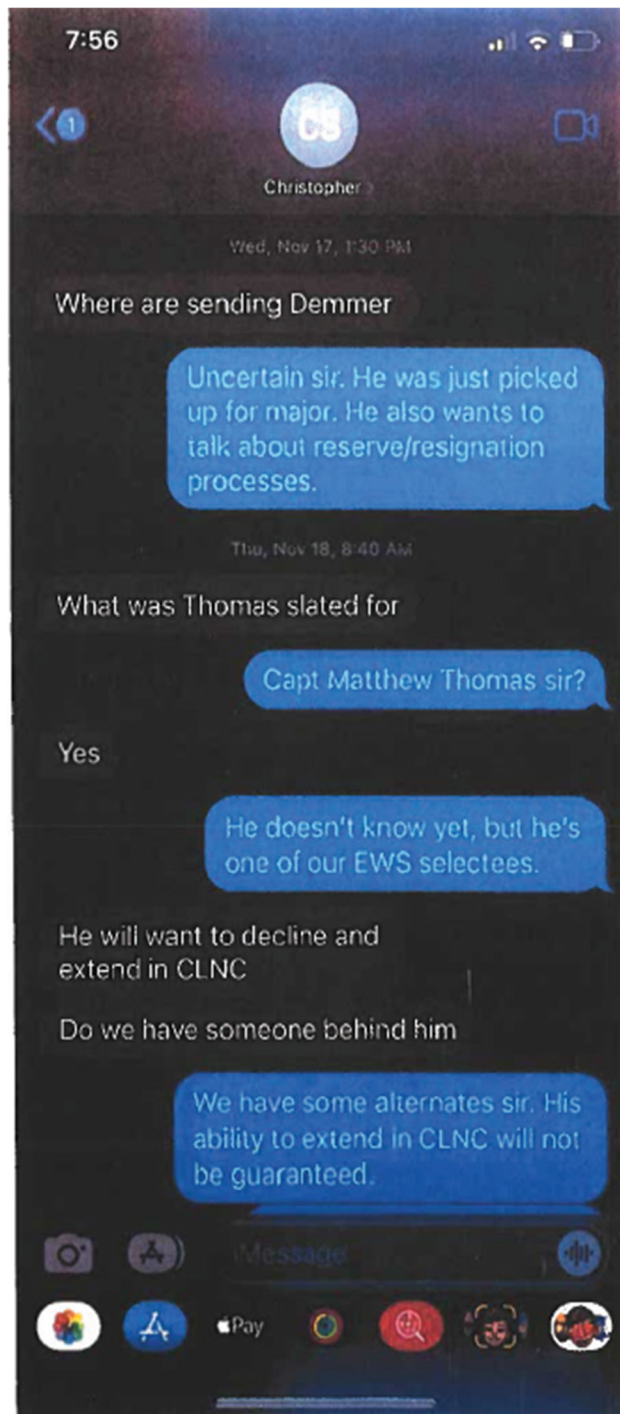 7:56
1
CS
Christopher
Wed, Nov 17, 1:30 PM
Where are sending Demmer
Uncertain sir. He was just picked
up for major. He also wants to
talk about reserve/resignation
processes.
Thu, Nov 18, 8:40 AM
What was Thomas slated for
Capt Matthew Thomas sir?
Yes
He doesn't know yet, but he's
one of our EWS selectees.
He will want to decline and
extend in CLNC
Do we have someone behind him
We have some alternates sir. His
ability to extend in CLNC will not
be guaranteed.
iMessage
Pay